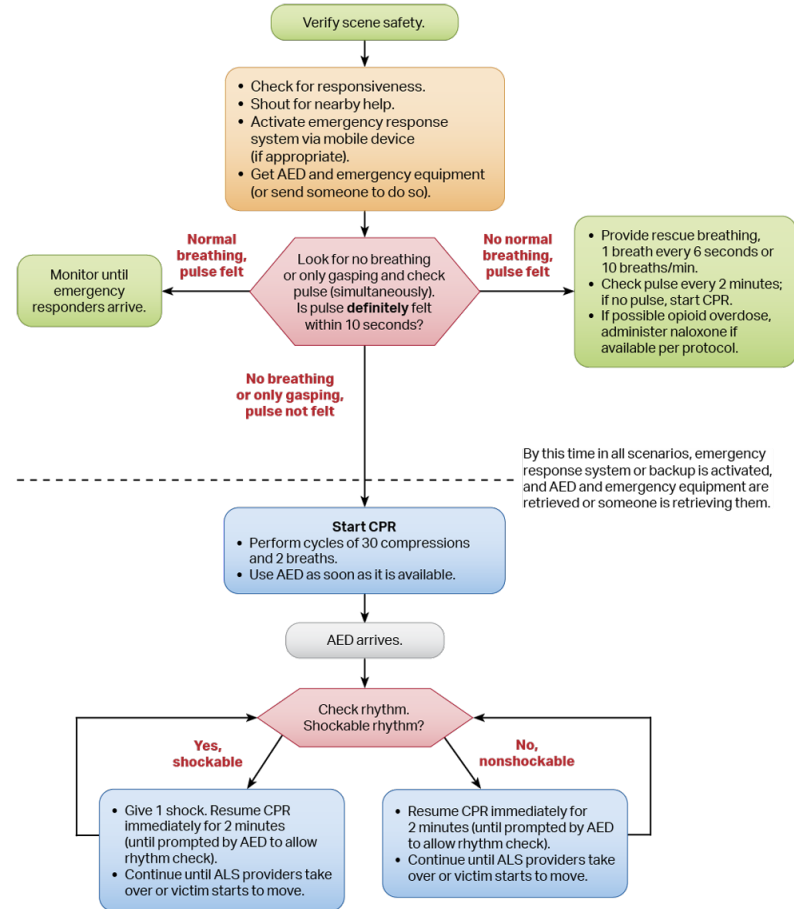 Verify scene safety.
• Check for responsiveness.
• Shout for nearby help.
• Activate emergency response
system via mobile device
(if appropriate).
• Get AED and emergency equipment
(or send someone to do so).
Normal
breathing,
pulse felt
Monitor until
emergency
responders arrive.
Look for no breathing
or only gasping and check
pulse (simultaneously).
Is pulse definitely felt
within 10 seconds?
No normal
breathing,
pulse felt
• Provide rescue breathing,
1 breath every 6 seconds or
10 breaths/min.
• Check pulse every 2 minutes;
if no pulse, start CPR.
• If possible opioid overdose,
administer naloxone if
available per protocol.
No breathing
or only gasping,
pulse not felt
By this time in all scenarios, emergency
response system or backup is activated,
and AED and emergency equipment are
retrieved or someone is retrieving them.
Start CPR
• Perform cycles of 30 compressions
and 2 breaths.
• Use AED as soon as it is available.
AED arrives.
Check rhythm.
Shockable rhythm?
Yes,
shockable
No,
nonshockable
• Give 1 shock. Resume CPR
immediately for 2 minutes
(until prompted by AED to allow
rhythm check).
• Continue until ALS providers take
over or victim starts to move.
• Resume CPR immediately for
2 minutes (until prompted by AED
to allow rhythm check).
• Continue until ALS providers take
over or victim starts to move.